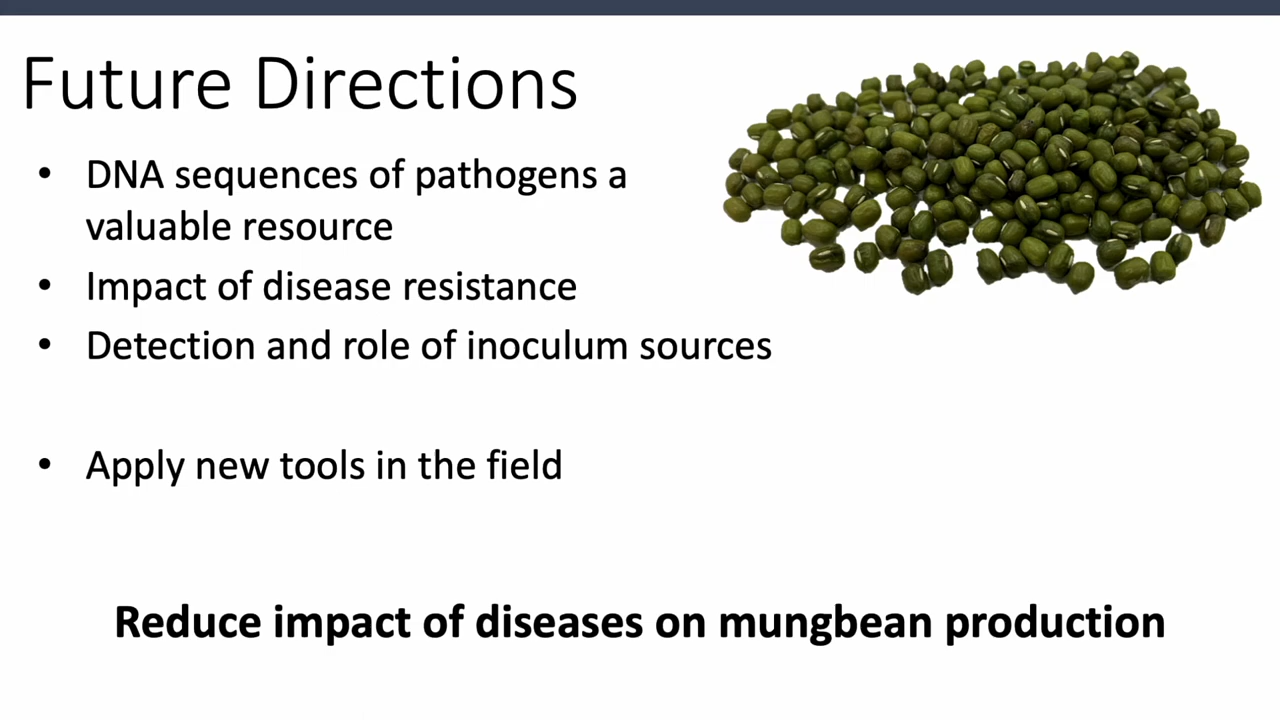 Future Directions
• DNA sequences of pathogens a
valuable resource
• Impact of disease resistance
• Detection and role of inoculum sources
• Apply new tools in the field
Reduce impact of diseases on mungbean production